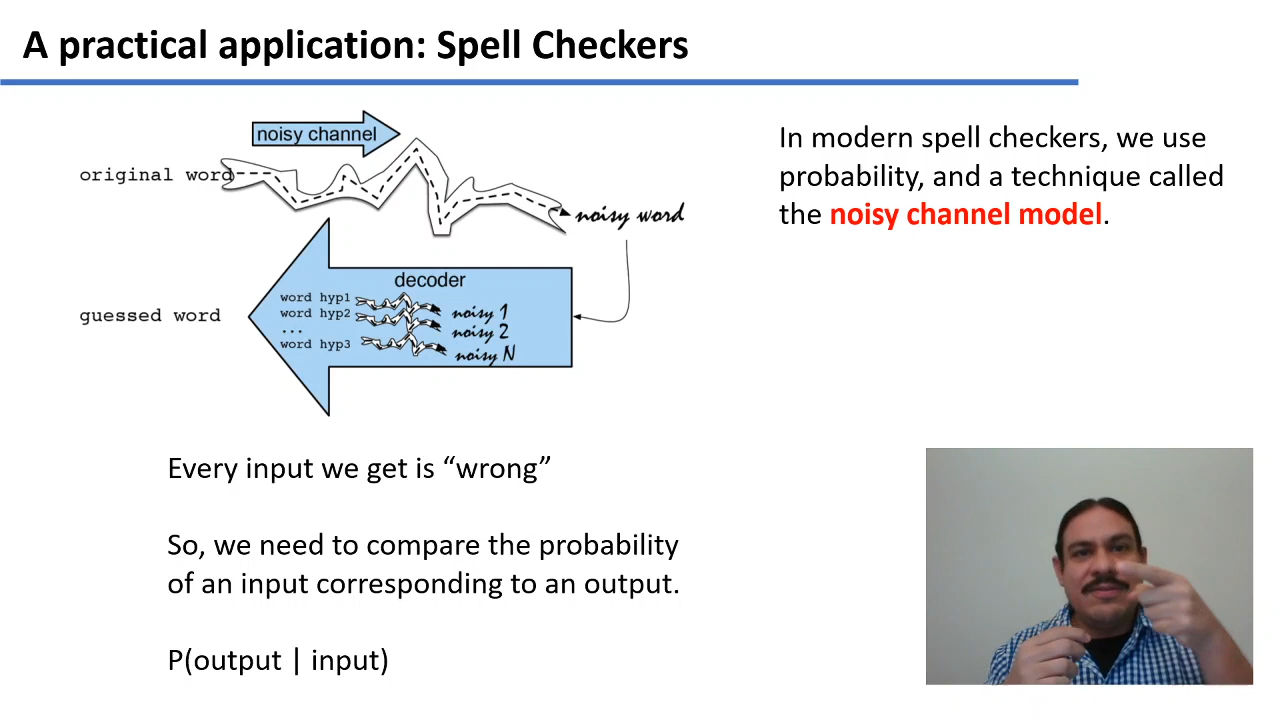 A practical application: Spell Checkers
noisy channel
original word
noisy word
decoder
word hyp1
noisy 1
word hyp2
noisy 2
...
word hyp3
noisy N
guessed word
In modern spell checkers, we use
probability, and a technique called
the noisy channel model.
Every input we get is “wrong”
So, we need to compare the probability
of an input corresponding to an output.
P(output | input)